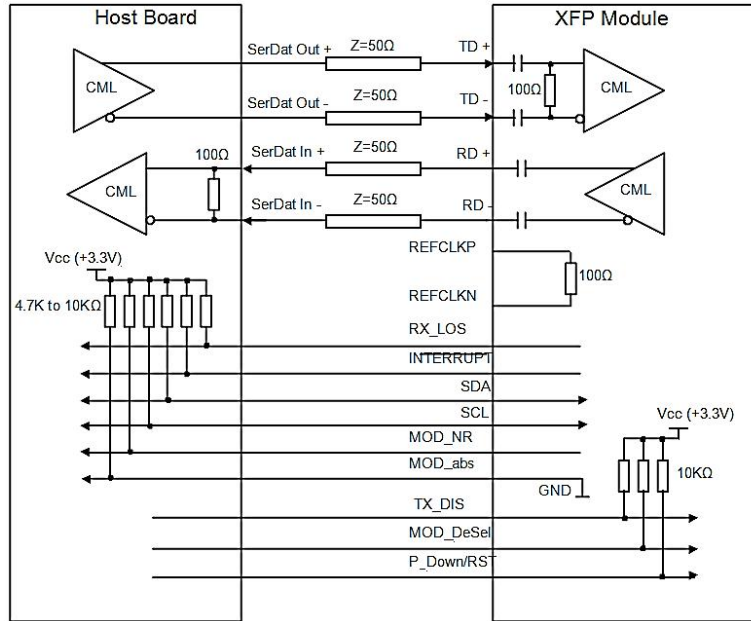 Host Board
XFP Module
SerDat Out +
Z=50Ω
TD +
CML
100Ω
CML
SerDat Out -
Z=50Ω
TD -
SerDat In +
Z=50Ω
RD +
100Ω
CML
CML
SerDat In -
Z=50Ω
RD -
REFCLKP
100Ω
REFCLKN
Vcc (+3.3V)
4.7K to 10KΩ
RX_LOS
INTERRUPT
SDA
SCL
Vcc (+3.3V)
MOD_NR
MOD_abs
10KΩ
GND
TX_DIS
MOD_DeSel
P_Down/RST